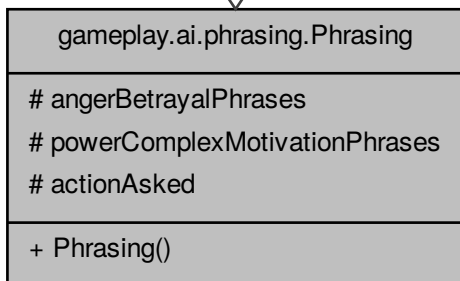 gameplay.ai.phrasing.Phrasing
# angerBetrayalPhrases
# powerComplexMotivationPhrases
# actionAsked
+ Phrasing()